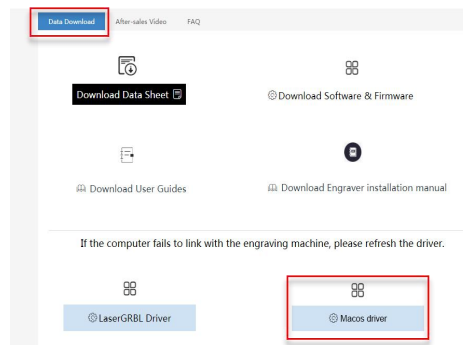 Data Download After-sales Video FAQ
Download Data Sheet
Download Software & Firmware
Download User Guides
Download Engraver installation manual
If the computer fails to link with the engraving machine, please refresh the driver.
LaserGRBL Driver
Macos driver